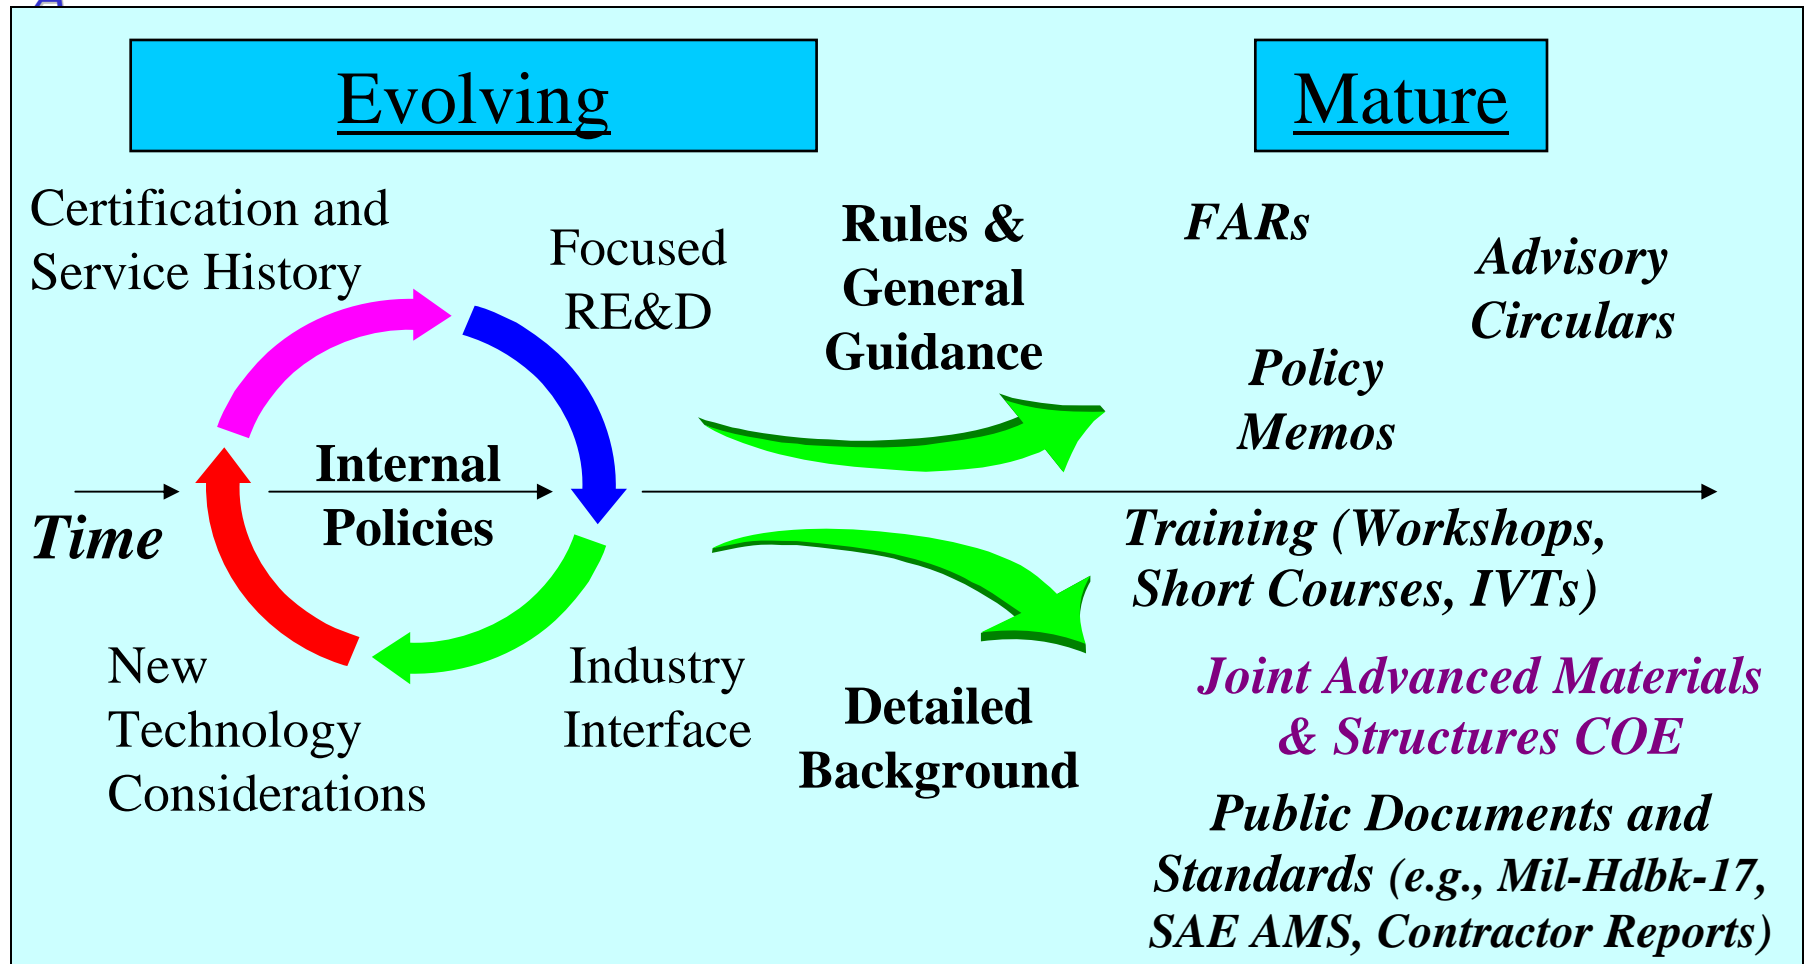 Evolving
Mature
Certification and
Service History
Focused
RE&D
Rules &
General
Guidance
FARs
Advisory
Circulars
Policy
Memos
Internal
Policies
Time
Training (Workshops,
Short Courses, IVTs)
New
Technology
Considerations
Industry
Interface
Detailed
Background
Joint Advanced Materials
& Structures COE
Public Documents and
Standards (e.g., Mil-Hdbk-17,
SAE AMS, Contractor Reports)